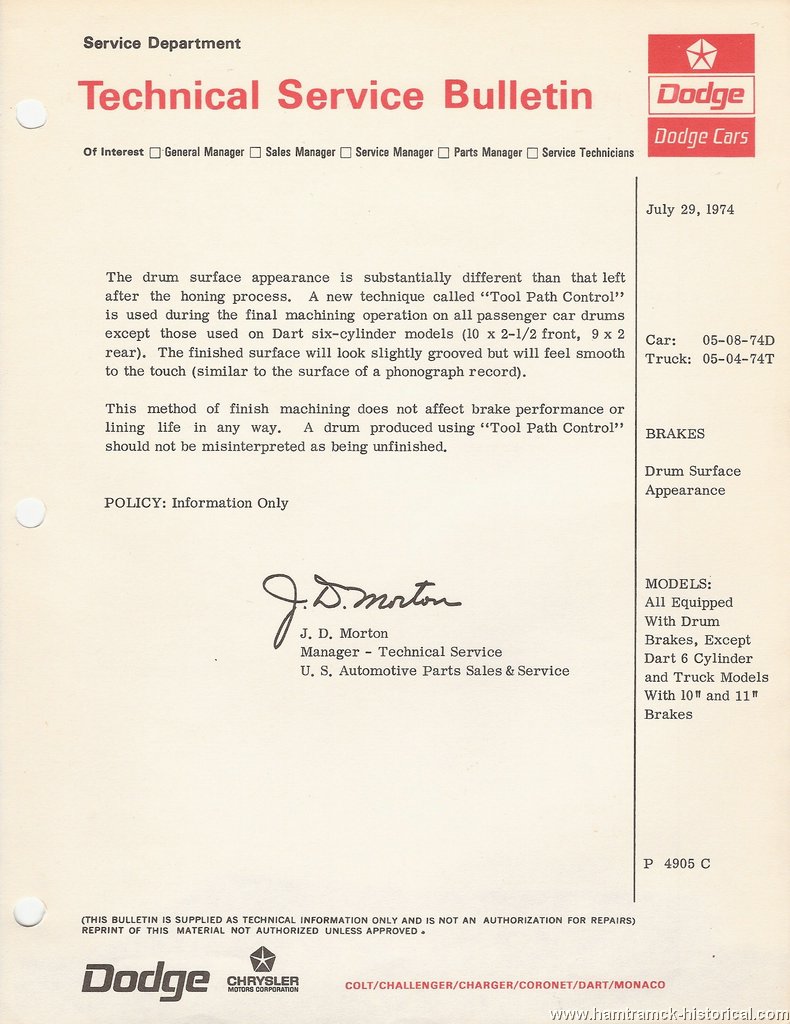 Service Department
Technical Service Bulletin
Dodge
Dodge Cars
Of Interest □ General Manager □ Sales Manager □ Service Manager □ Parts Manager □ Service Technicians
July 29, 1974
The drum surface appearance is substantially different than that left
after the honing process. A new technique called “Tool Path Control”
is used during the final machining operation on all passenger car drums
except those used on Dart six-cylinder models (10 x 2-1/2 front, 9 x 2
rear). The finished surface will look slightly grooved but will feel smooth
to the touch (similar to the surface of a phonograph record).
This method of finish machining does not affect brake performance or
lining life in any way. A drum produced using “Tool Path Control”
should not be misinterpreted as being unfinished.
POLICY: Information Only
J. D. Morton
J. D. Morton
Manager - Technical Service
U. S. Automotive Parts Sales & Service
Car: 05-08-74D
Truck: 05-04-74T
BRAKES
Drum Surface
Appearance
MODELS:
All Equipped
With Drum
Brakes, Except
Dart 6 Cylinder
and Truck Models
With 10" and 11"
Brakes
P 4905 C
(THIS BULLETIN IS SUPPLIED AS TECHNICAL INFORMATION ONLY AND IS NOT AN AUTHORIZATION FOR REPAIRS)
REPRINT OF THIS MATERIAL NOT AUTHORIZED UNLESS APPROVED.
Dodge
CHRYSLER
MOTORS CORPORATION
COLT/CHALLENGER/CHARGER/CORONET/DART/MONACO
www.hamtramck-historical.com